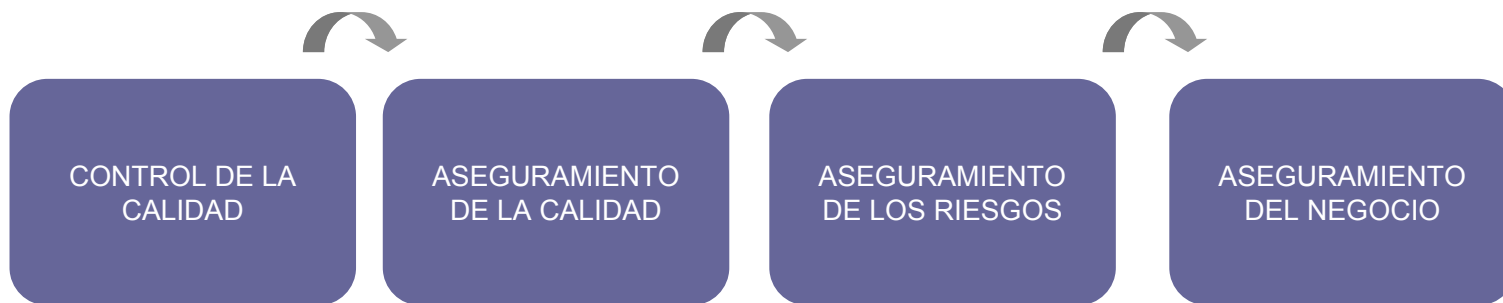 CONTROL DE LA
CALIDAD
ASEGURAMIENTO
DE LA CALIDAD
ASEGURAMIENTO
DE LOS RIESGOS
ASEGURAMIENTO
DEL NEGOCIO